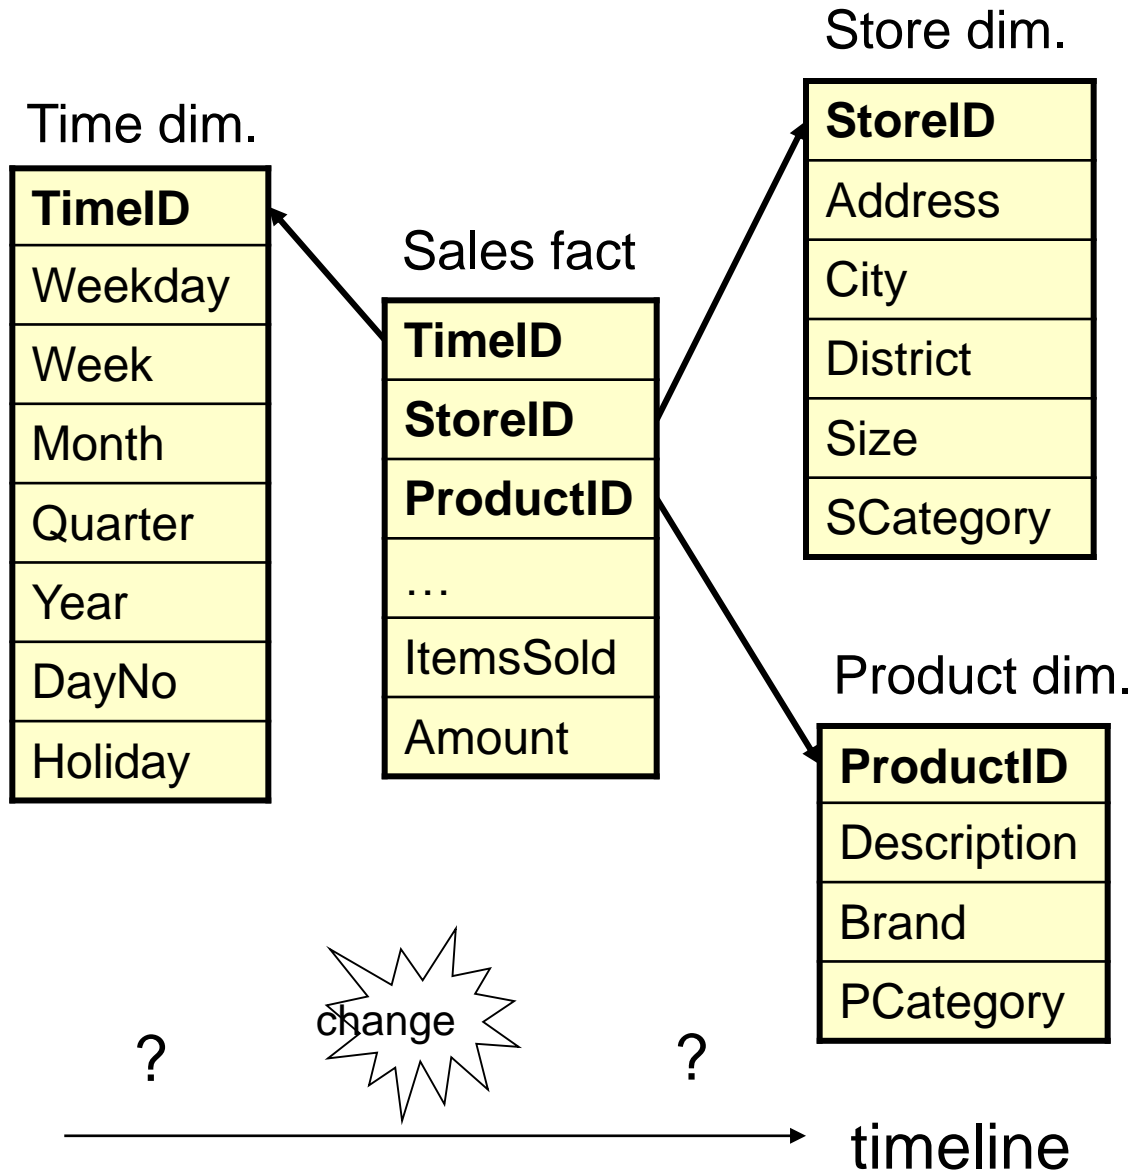 Time dim.
TimeID
Weekday
Week
Month
Quarter
Year
DayNo
Holiday
Sales fact
TimeID
StoreID
ProductID
…
ItemsSold
Amount
Store dim.
StoreID
Address
City
District
Size
SCategory
Product dim.
ProductID
Description
Brand
PCategory
?
change
?
timeline